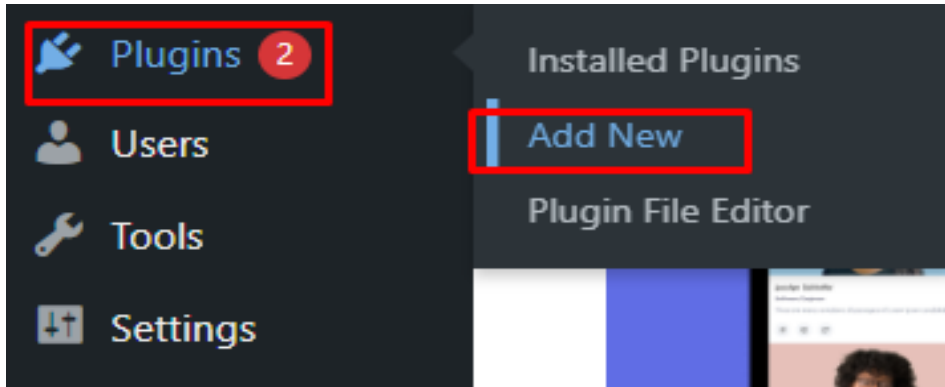 Plugins 2
Users
Tools
Settings
Installed Plugins
Add New
Plugin File Editor